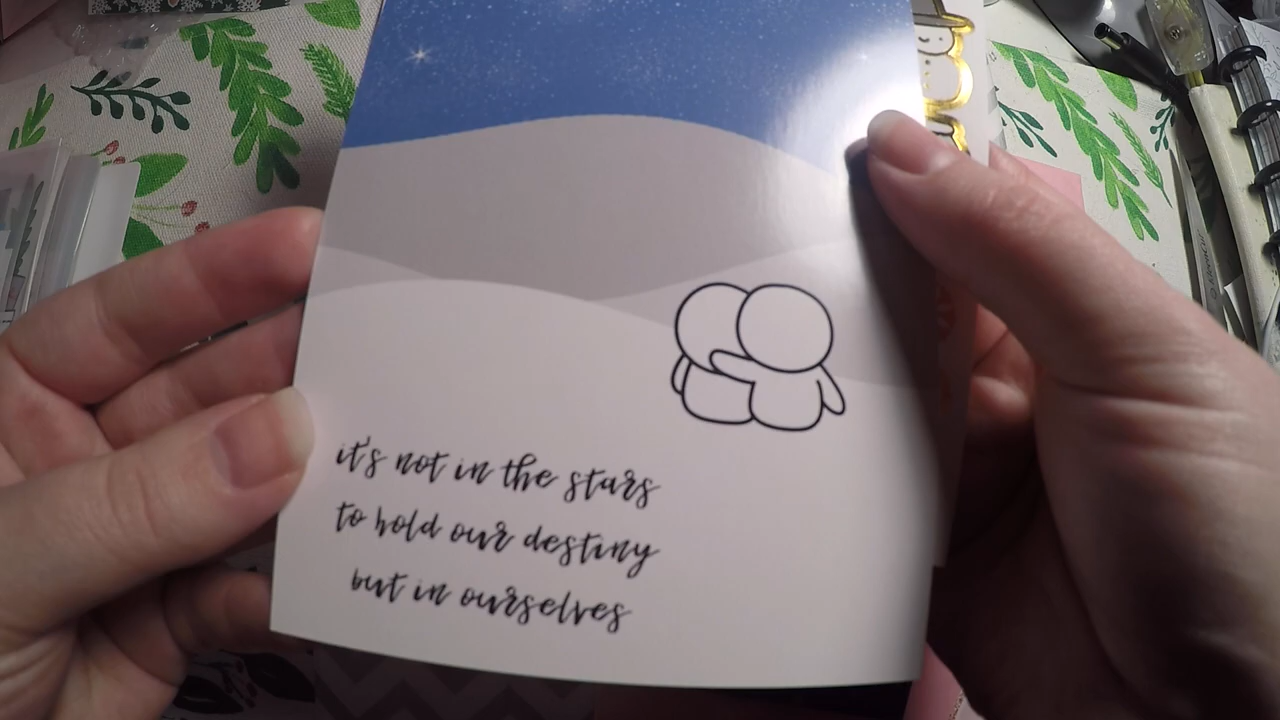 it's not in the stars
to hold our destiny
but in ourselves